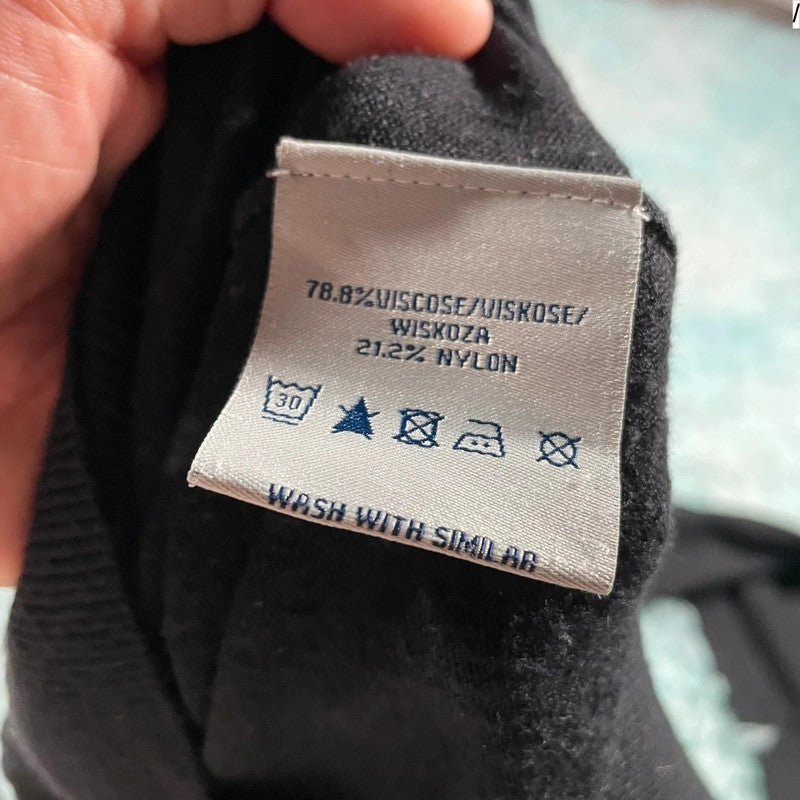 78.8%VISCOSE/VISKOSE/
WISKOZA
21.2% NYLON
30
WASH WITH SIMILAR